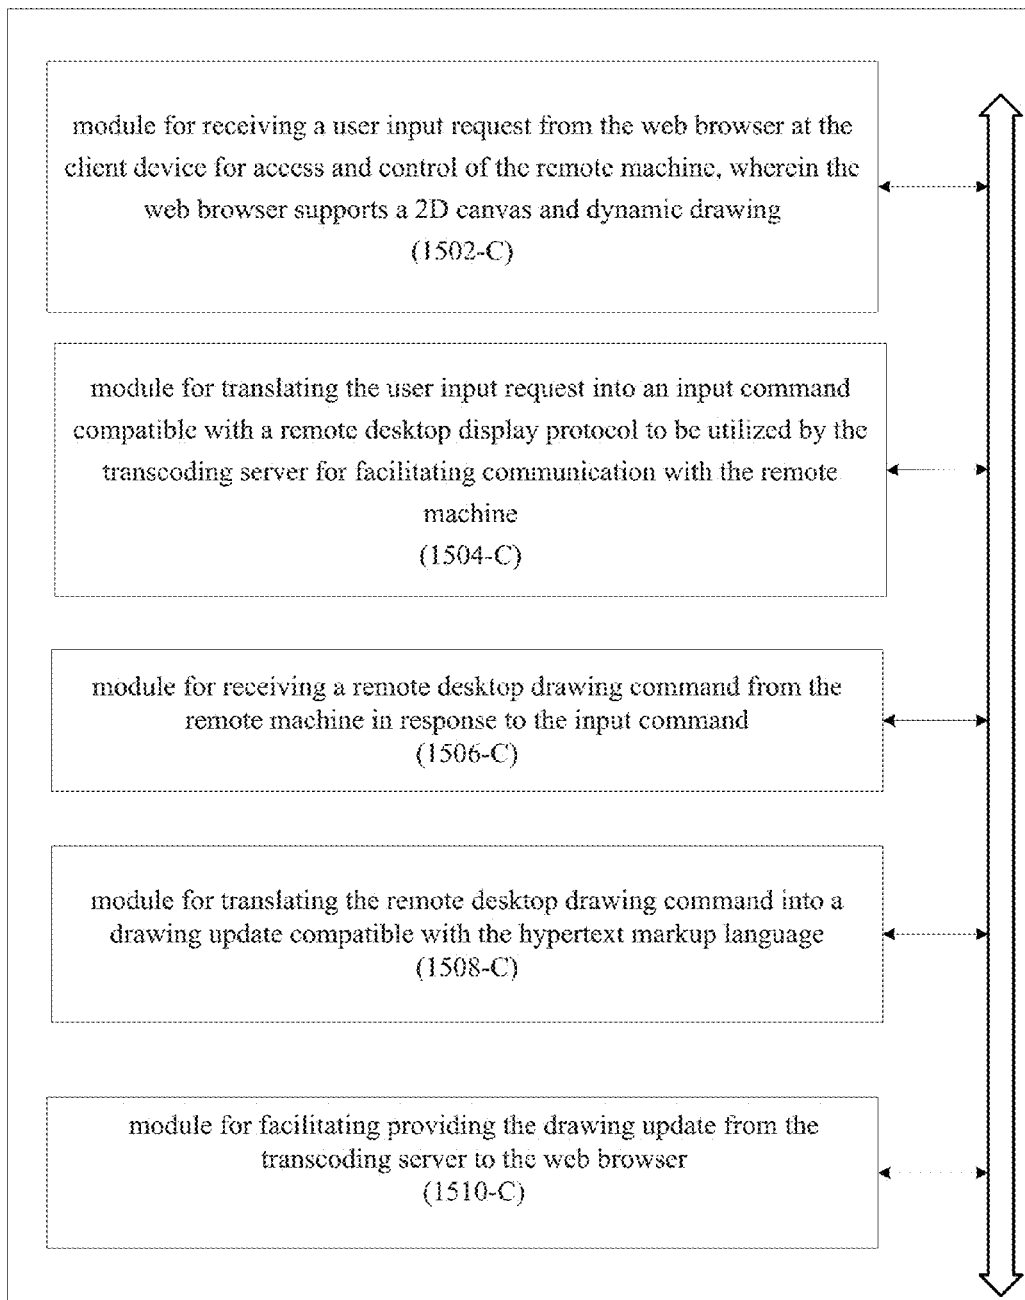 module for receiving a user input request from the web browser at the
client device for access and control of the remote machine, wherein the
web browser supports a 2D canvas and dynamic drawing
(1502-C)
module for translating the user input request into an input command
compatible with a remote desktop display protocol to be utilized by the
transcoding server for facilitating communication with the remote
machine
(1504-C)
module for receiving a remote desktop drawing command from the
remote machine in response to the input command
(1506-C)
module for translating the remote desktop drawing command into a
drawing update compatible with the hypertext markup language
(1508-C)
module for facilitating providing the drawing update from the
transcoding server to the web browser
(1510-C)